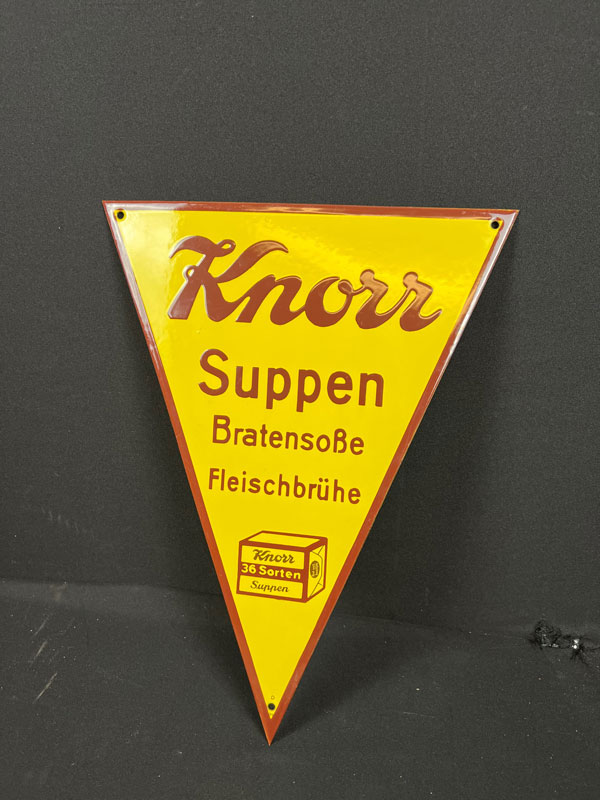 Knorr
Suppen
Bratensoße
Fleischbrühe
Knorr
36 Sorten
Suppen